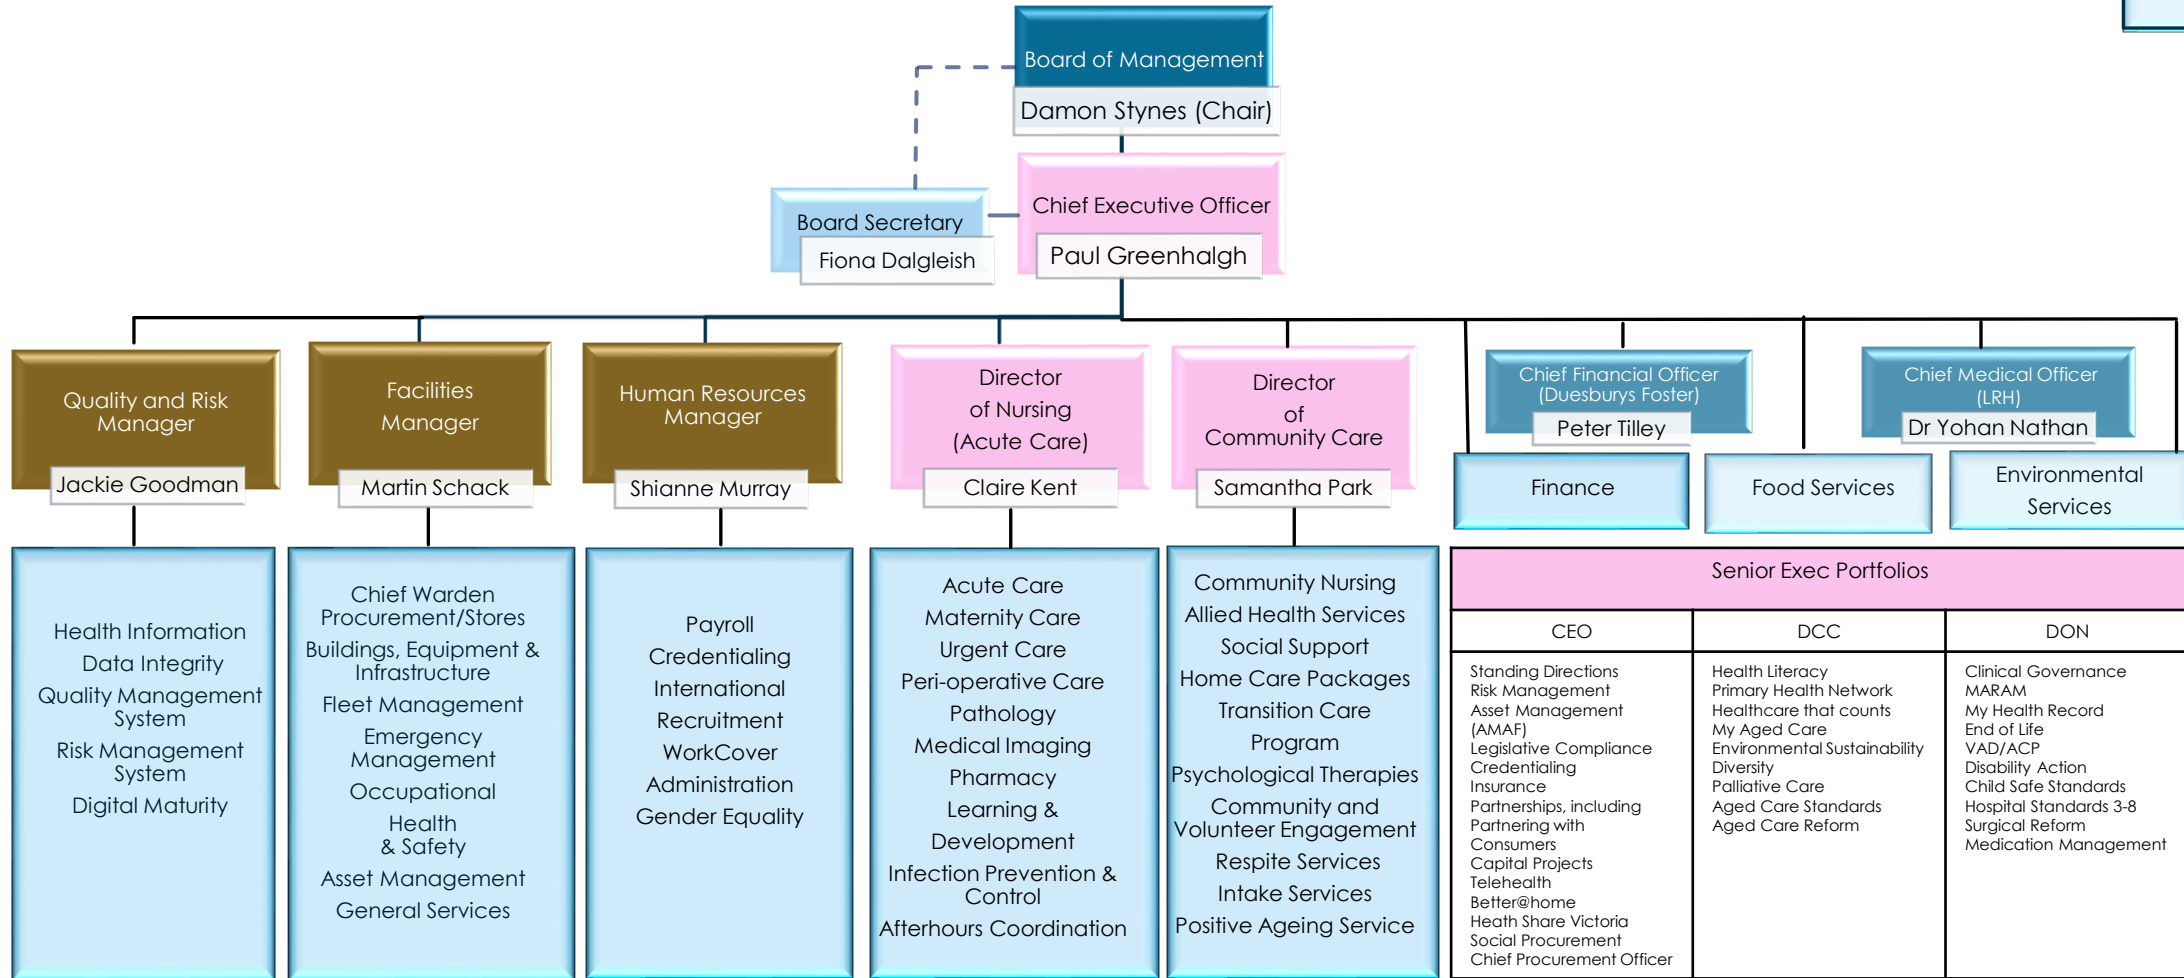 Board of Management
Damon Stynes (Chair)
Board Secretary
Fiona Dalgleish
Chief Executive Officer
Paul Greenhalgh
Quality and Risk
Manager
Jackie Goodman
Facilities
Manager
Martin Schack
Human Resources
Manager
Shianne Murray
Director
of Nursing
(Acute Care)
Claire Kent
Director
of
Community Care
Samantha Park
Chief Financial Officer
(Duesburys Foster)
Peter Tilley
Chief Medical Officer
(LRH)
Dr Yohan Nathan
Finance
Food Services
Environmental
Services
Health Information
Data Integrity
Quality Management
System
Risk Management
System
Digital Maturity
Chief Warden
Procurement/Stores
Buildings, Equipment &
Infrastructure
Fleet Management
Emergency
Management
Occupational
Health
& Safety
Asset Management
General Services
Payroll
Credentialing
International
Recruitment
WorkCover
Administration
Gender Equality
Acute Care
Maternity Care
Urgent Care
Peri-operative Care
Pathology
Medical Imaging
Pharmacy
Learning &
Development
Infection Prevention &
Control
Afterhours Coordination
Community Nursing
Allied Health Services
Social Support
Home Care Packages
Transition Care
Program
Psychological Therapies
Community and
Volunteer Engagement
Respite Services
Intake Services
Positive Ageing Service
Senior Exec Portfolios
CEO
Standing Directions
Risk Management
Asset Management
(AMAF)
Legislative Compliance
Credentialing
Insurance
Partnerships, including
Partnering with
Consumers
Capital Projects
Telehealth
Better@home
Heath Share Victoria
Social Procurement
Chief Procurement Officer
DCC
Health Literacy
Primary Health Network
Healthcare that counts
My Aged Care
Environmental Sustainability
Diversity
Palliative Care
Aged Care Standards
Aged Care Reform
DON
Clinical Governance
MARAM
My Health Record
End of Life
VAD/ACP
Disability Action
Child Safe Standards
Hospital Standards 3-8
Surgical Reform
Medication Management